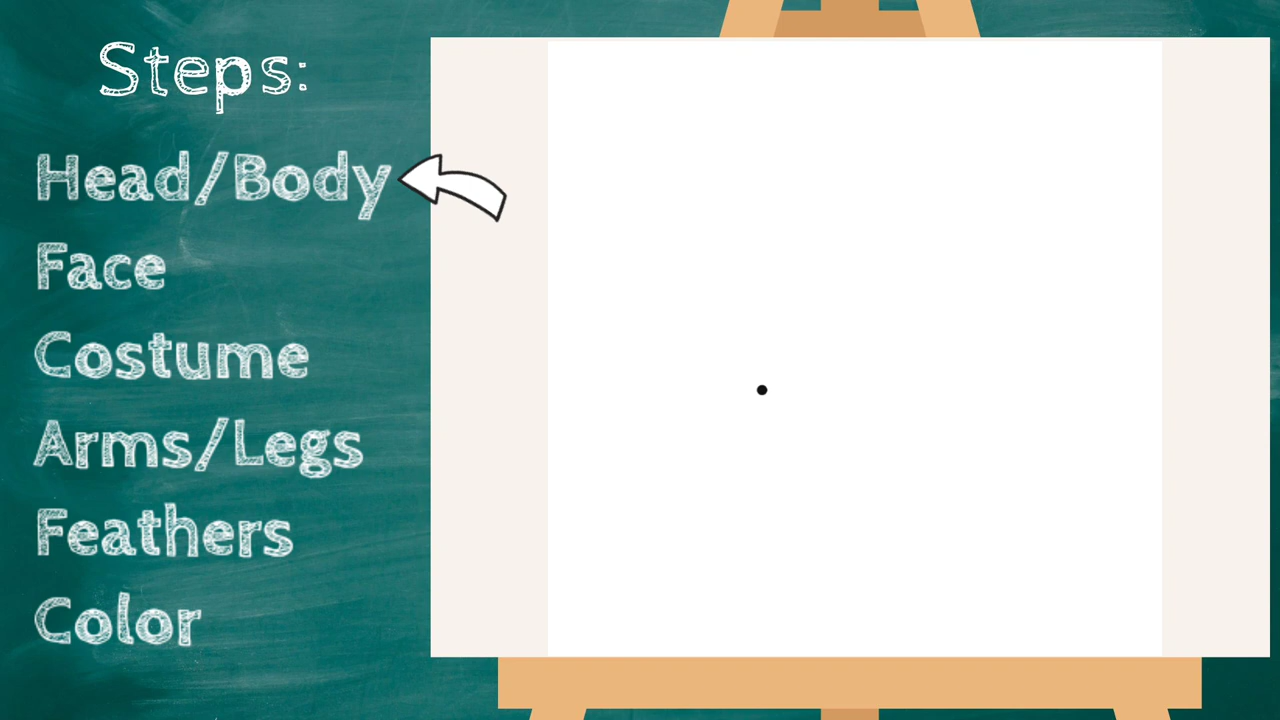 Steps:
Head/Body
Face
Costume
Arms/Legs
Feathers
Color